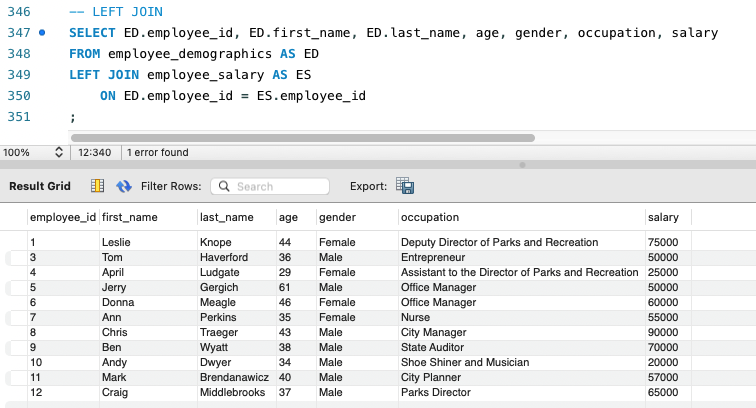 346 -- LEFT JOIN
347 SELECT ED.employee_id, ED.first_name, ED.last_name, age, gender, occupation, salary
348 FROM employee_demographics AS ED
349 LEFT JOIN employee_salary AS ES
350 ON ED.employee_id = ES.employee_id
351 ;
100% 12:340 1 error found
Result Grid Filter Rows: Search Export:
employee_id first_name last_name age gender occupation salary
1 Leslie Knope 44 Female Deputy Director of Parks and Recreation 75000
3 Tom Haverford 36 Male Entrepreneur 50000
4 April Ludgate 29 Female Assistant to the Director of Parks and Recreation 25000
5 Jerry Gergich 61 Male Office Manager 50000
6 Donna Meagle 46 Female Office Manager 60000
7 Ann Perkins 35 Female Nurse 55000
8 Chris Traeger 43 Male City Manager 90000
9 Ben Wyatt 38 Male State Auditor 70000
10 Andy Dwyer 34 Male Shoe Shiner and Musician 20000
11 Mark Brendanawicz 40 Male City Planner 57000
12 Craig Middlebrooks 37 Male Parks Director 65000